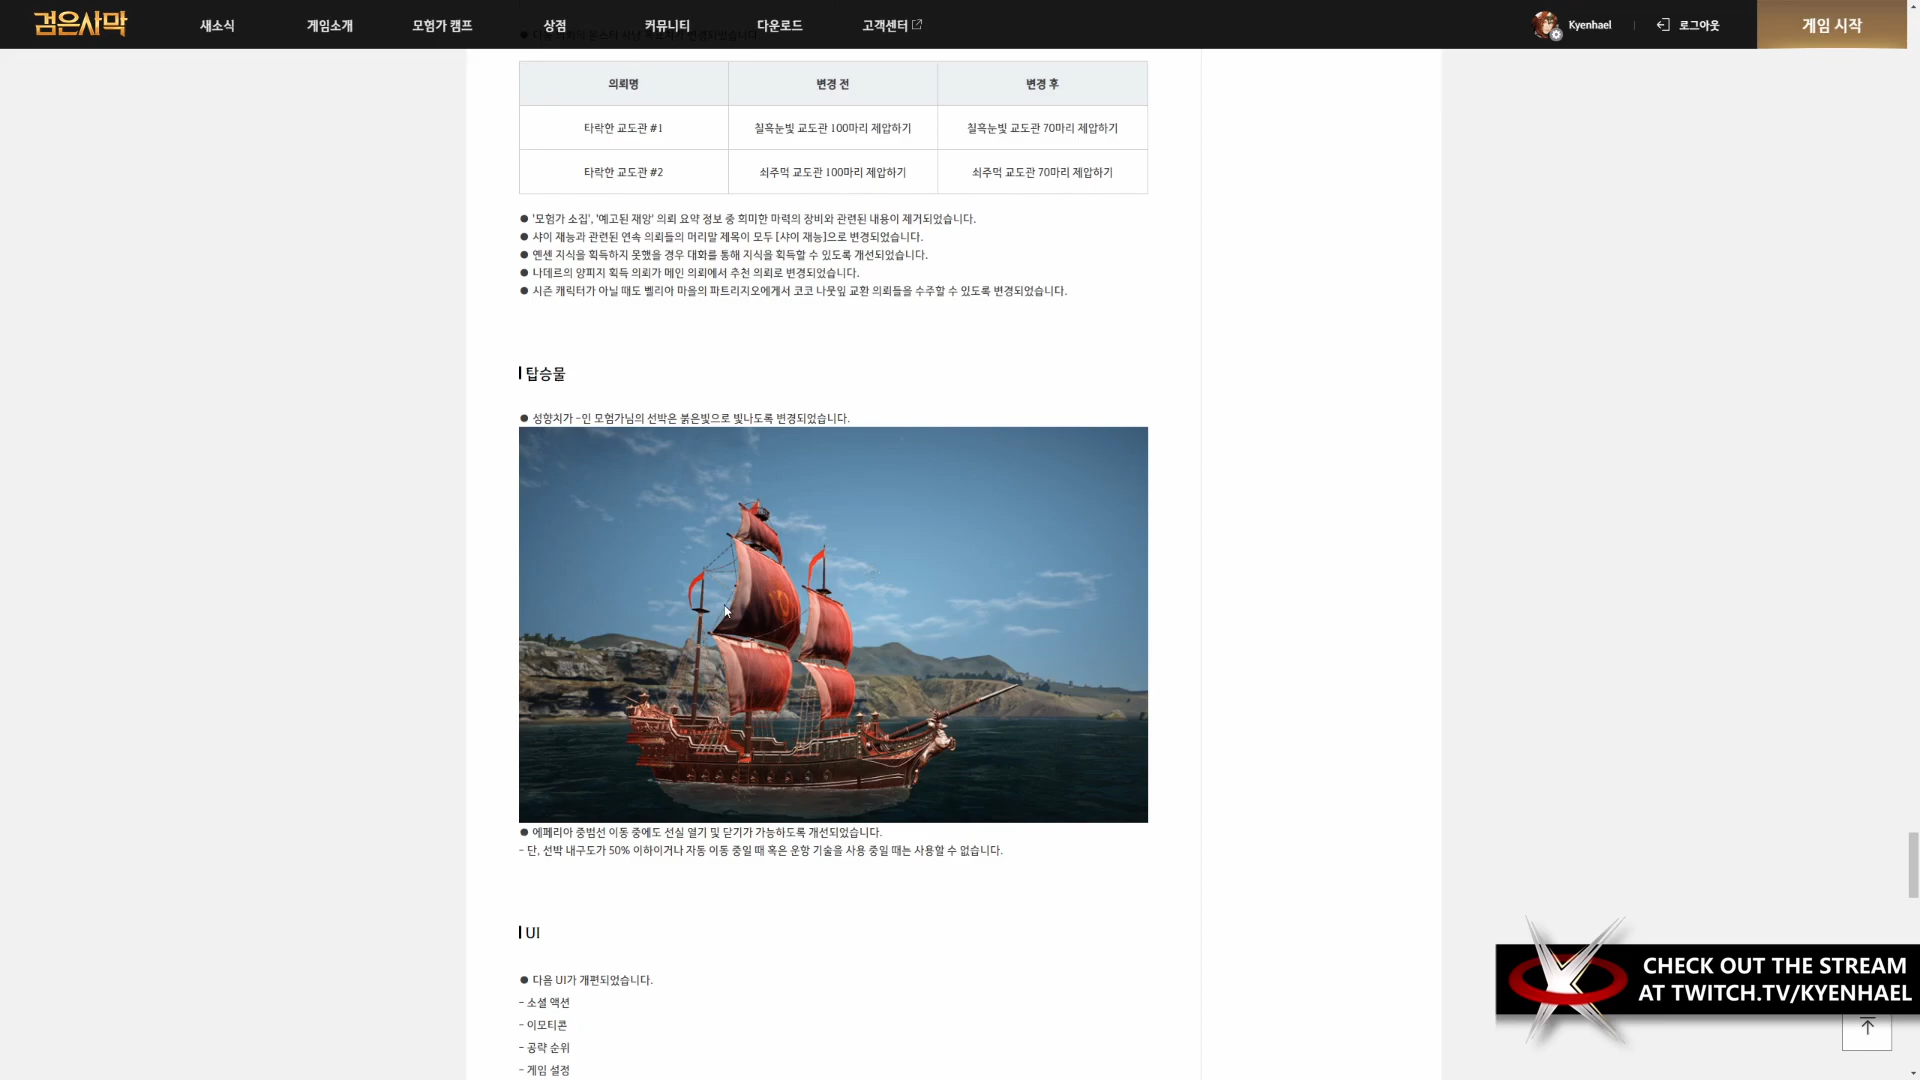 검은사막
새소식
게임소개
모험가 캠프
상점
커뮤니티
다운로드
고객센터
Kyenhael
로그아웃
게임 시작
의뢰명
변경 전
변경 후
타락한 교도관 #1
칠흑눈빛 교도관 100마리 제압하기
칠흑눈빛 교도관 70마리 제압하기
타락한 교도관 #2
쇠주먹 교도관 100마리 제압하기
쇠주먹 교도관 70마리 제압하기
● '모험가 소집', '예고된 재앙' 의뢰 요약 정보 중 희미한 마력의 장비와 관련된 내용이 제거되었습니다.
● 샤이 재능과 관련된 연속 의뢰들의 머리말 제목이 모두 [샤이 재능]으로 변경되었습니다.
● 옌센 지식을 획득하지 못했을 경우 대화를 통해 지식을 획득할 수 있도록 개선되었습니다.
● 나데르의 양피지 획득 의뢰가 메인 의뢰에서 추천 의뢰로 변경되었습니다.
● 시즌 캐릭터가 아닐 때도 벨리아 마을의 파트리지오에게서 코코 나뭇잎 교환 의뢰들을 수주할 수 있도록 변경되었습니다.
탑승물
● 성향치가 -인 모험가님의 선박은 붉은빛으로 빛나도록 변경되었습니다.
● 에페리아 중범선 이동 중에도 선실 열기 및 닫기가 가능하도록 개선되었습니다.
- 단, 선박 내구도가 50% 이하이거나 자동 이동 중일 때 혹은 운항 기술을 사용 중일 때는 사용할 수 없습니다.
UI
● 다음 UI가 개편되었습니다.
- 소셜 액션
- 이모티콘
- 공략 순위
- 게임 설정
CHECK OUT THE STREAM
AT TWITCH.TV/KYENHAEL